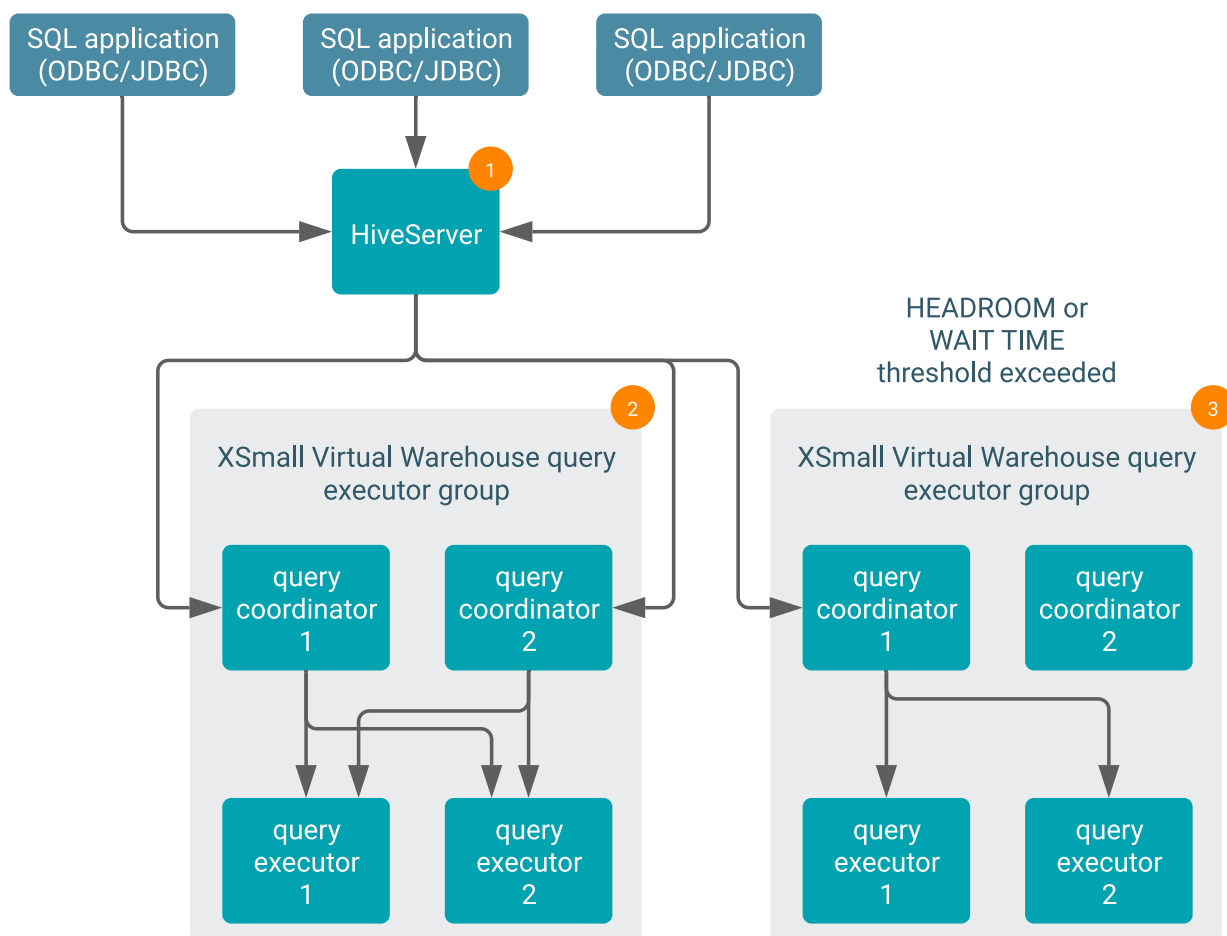 SQL application
(ODBC/JDBC)
SQL application
(ODBC/JDBC)
SQL application
(ODBC/JDBC)
1
HiveServer
HEADROOM or
WAIT TIME
threshold exceeded
2
XSmall Virtual Warehouse query
executor group
query
coordinator
1
query
coordinator
2
query
executor
1
query
executor
2
3
XSmall Virtual Warehouse query
executor group
query
coordinator
1
query
coordinator
2
query
executor
1
query
executor
2